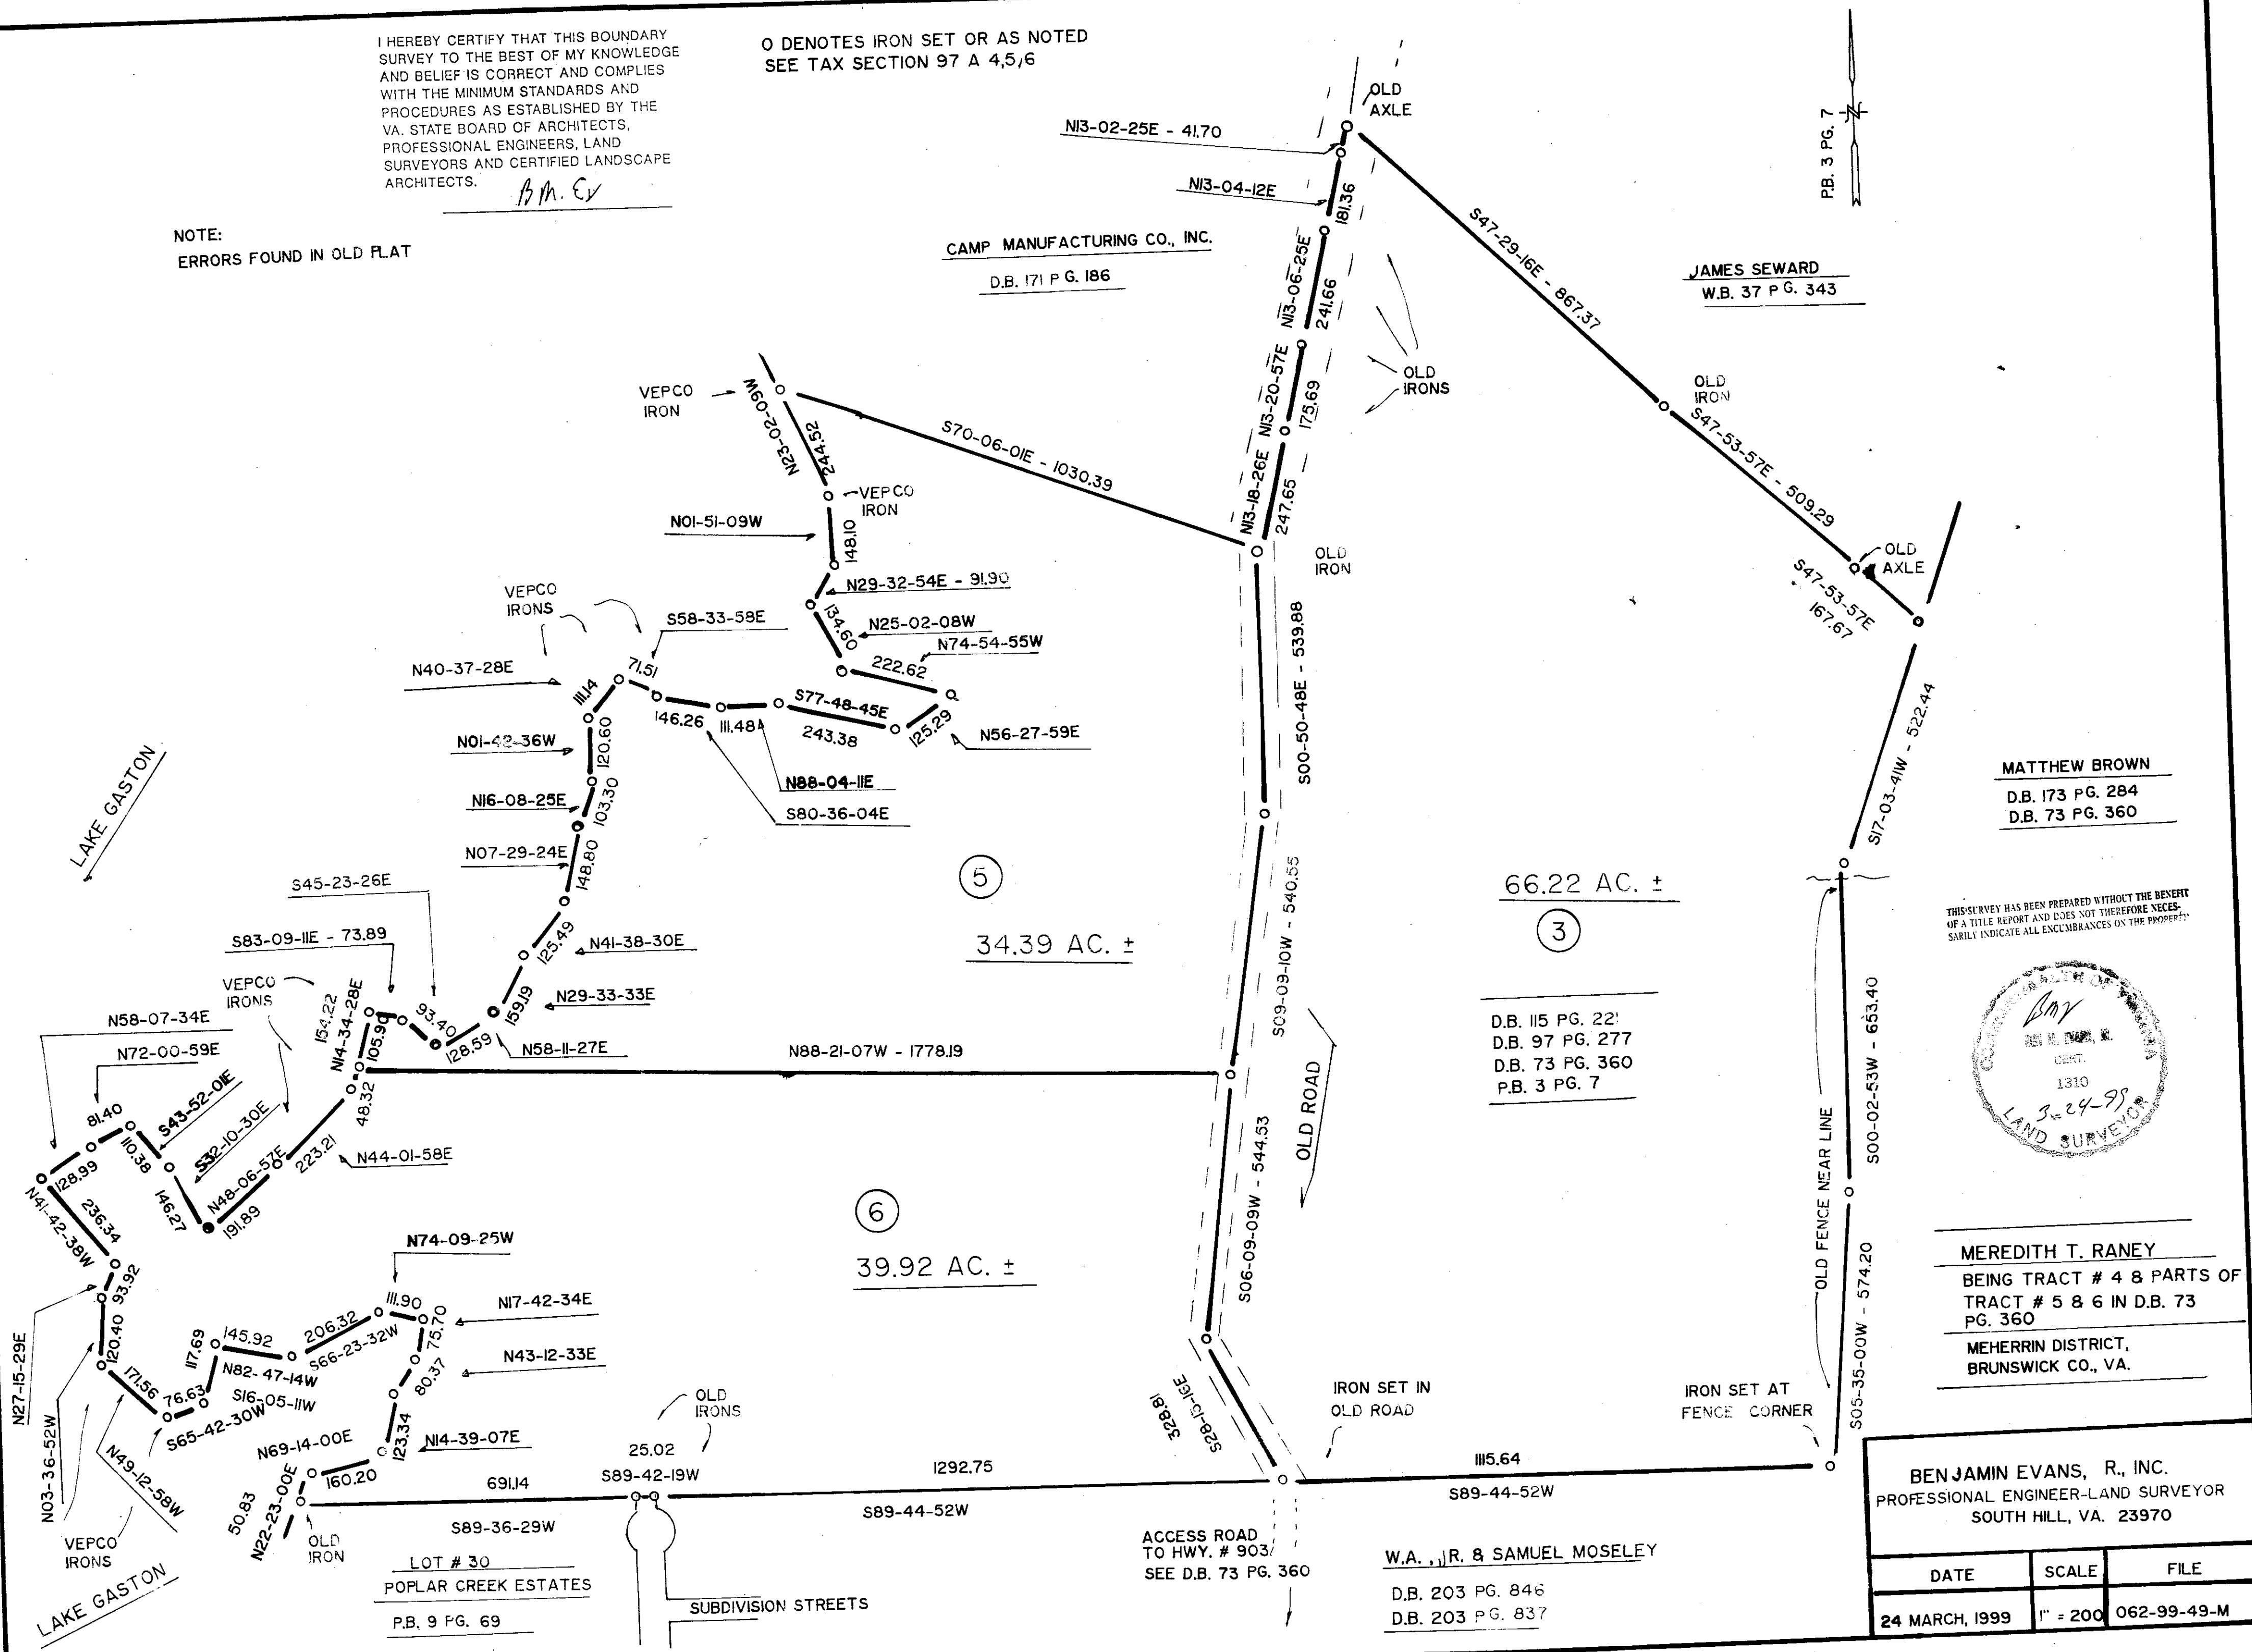 I HEREBY CERTIFY THAT THIS BOUNDARY
SURVEY TO THE BEST OF MY KNOWLEDGE
AND BELIEF IS CORRECT AND COMPLIES
WITH THE MINIMUM STANDARDS AND
PROCEDURES AS ESTABLISHED BY THE
VA. STATE BOARD OF ARCHITECTS,
PROFESSIONAL ENGINEERS, LAND
SURVEYORS AND CERTIFIED LANDSCAPE
ARCHITECTS.
O DENOTES IRON SET OR AS NOTED
SEE TAX SECTION 97 A 4,5,6
NOTE:
ERRORS FOUND IN OLD PLAT
OLD
AXLE
N13-02-25E - 41.70
N13-04-12E
181.36
N13-06-25E
241.66
N13-20-57E
175.69
N13-18-26E
247.65
P.B. 3 PG. 7
N
CAMP MANUFACTURING CO., INC.
D.B. 171 PG. 186
S47-29-16E - 867.37
JAMES SEWARD
W.B. 37 PG. 343
OLD
IRONS
OLD
IRON
S47-53-57E - 509.29
OLD
AXLE
S47-53-57E
167.67
VEPCO
IRON
N23-02-09W
244.52
S70-06-01E - 1030.39
VEPCO
IRON
N01-51-09W
148.10
OLD
IRON
N29-32-54E - 91.90
134.60
N25-02-08W
N74-54-55W
222.62
VEPCO
IRONS
S58-33-58E
N40-37-28E
111.14
71.51
146.26
111.48
S77-48-45E
243.38
125.29
N56-27-59E
N88-04-11E
S80-36-04E
N01-42-36W
120.60
N16-08-25E
103.30
N07-29-24E
148.80
N41-38-30E
125.49
N29-33-33E
159.19
N58-11-27E
128.59
S45-23-26E
93.40
S83-09-11E - 73.89
LAKE GASTON
S00-50-48E - 539.88
S09-09-10W - 540.55
5
34.39 AC. ±
66.22 AC. ±
3
D.B. 115 PG. 221
D.B. 97 PG. 277
D.B. 73 PG. 360
P.B. 3 PG. 7
S17-03-41W - 522.44
MATTHEW BROWN
D.B. 173 PG. 284
D.B. 73 PG. 360
THIS SURVEY HAS BEEN PREPARED WITHOUT THE BENEFIT
OF A TITLE REPORT AND DOES NOT THEREFORE NECES-
SARILY INDICATE ALL ENCUMBRANCES ON THE PROPERTY
COMMONWEALTH OF VIRGINIA
CERT.
1310
3-24-99
LAND SURVEYOR
VEPCO
IRONS
154.22
N14-34-28E
105.90
48.32
N88-21-07W - 1778.19
N58-07-34E
N72-00-59E
81.40
128.99
110.38
S43-52-01E
S32-10-30E
146.27
N48-06-57E
191.89
223.21
N44-01-58E
236.34
N41-42-38W
93.92
N27-15-29E
120.40
N03-36-52W
171.56
N49-12-58W
76.63
S65-42-30W
117.69
S16-05-11W
145.92
N82-47-14W
206.32
S66-23-32W
N74-09-25W
111.90
N17-42-34E
75.70
N43-12-33E
80.37
N14-39-07E
123.34
N69-14-00E
160.20
50.83
N22-23-00E
VEPCO
IRONS
LAKE GASTON
6
39.92 AC. ±
S06-09-09W - 544.53
OLD ROAD
S28-15-16E
328.81
OLD FENCE NEAR LINE
S00-02-53W - 653.40
S05-35-00W - 574.20
MEREDITH T. RANEY
BEING TRACT # 4 & PARTS OF
TRACT # 5 & 6 IN D.B. 73
PG. 360
MEHERRIN DISTRICT,
BRUNSWICK CO., VA.
IRON SET IN
OLD ROAD
IRON SET AT
FENCE CORNER
OLD
IRONS
25.02
S89-42-19W
691.14
S89-36-29W
1292.75
S89-44-52W
1115.64
S89-44-52W
OLD
IRON
LOT # 30
POPLAR CREEK ESTATES
P.B. 9 PG. 69
SUBDIVISION STREETS
ACCESS ROAD
TO HWY. # 903
SEE D.B. 73 PG. 360
W.A., JR. & SAMUEL MOSELEY
D.B. 203 PG. 846
D.B. 203 PG. 837
BENJAMIN EVANS, R., INC.
PROFESSIONAL ENGINEER-LAND SURVEYOR
SOUTH HILL, VA. 23970
DATE SCALE FILE
24 MARCH, 1999 1" = 200 062-99-49-M